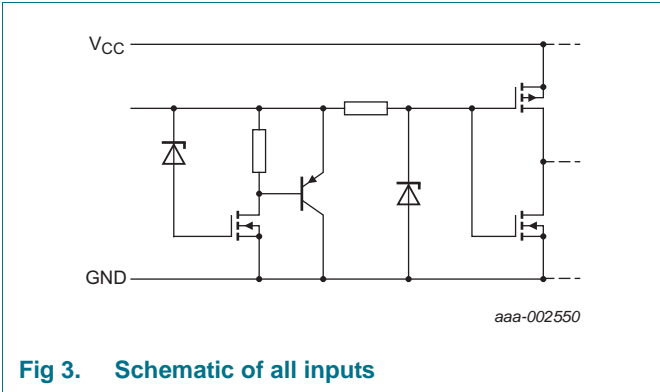 VCC
GND
aaa-002550
Fig 3. Schematic of all inputs